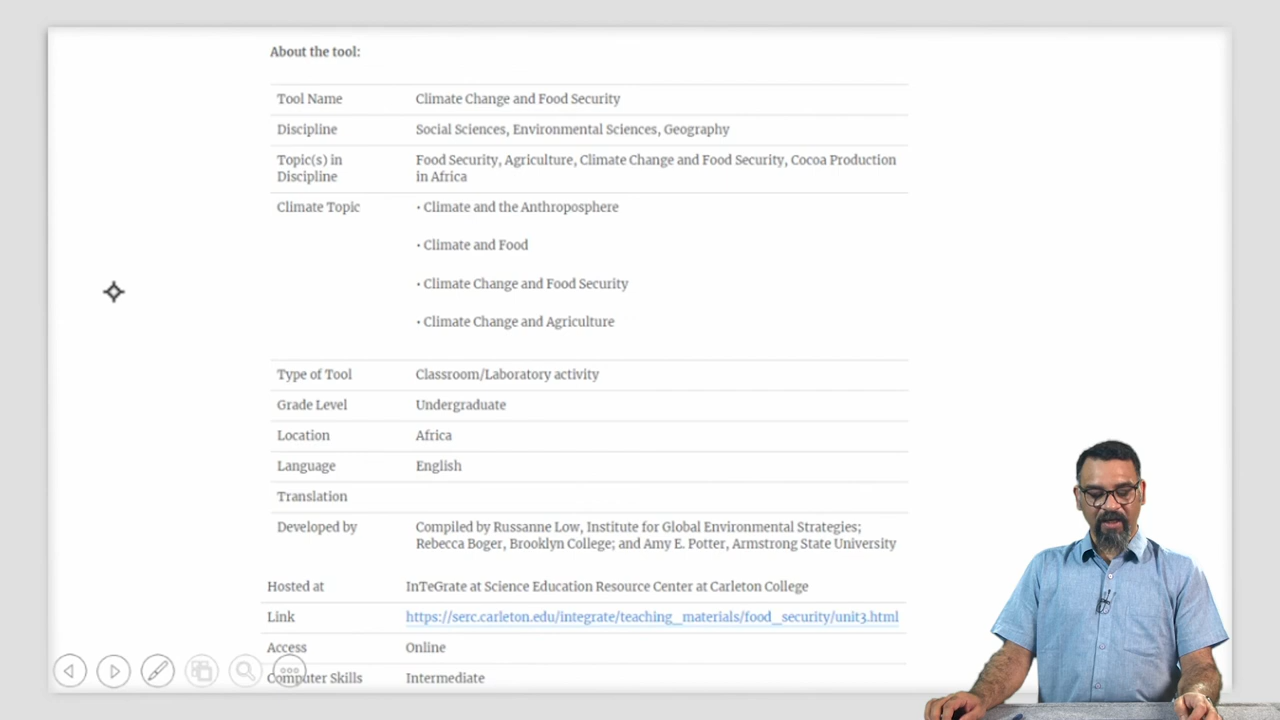 About the tool:
Tool Name Climate Change and Food Security
Discipline Social Sciences, Environmental Sciences, Geography
Topic(s) in Food Security, Agriculture, Climate Change and Food Security, Cocoa Production
Discipline in Africa
Climate Topic • Climate and the Anthroposphere
• Climate and Food
• Climate Change and Food Security
• Climate Change and Agriculture
Type of Tool Classroom/Laboratory activity
Grade Level Undergraduate
Location Africa
Language English
Translation
Developed by Compiled by Russanne Low, Institute for Global Environmental Strategies;
Rebecca Boger, Brooklyn College; and Amy E. Potter, Armstrong State University
Hosted at InTeGrate at Science Education Resource Center at Carleton College
Link https://serc.carleton.edu/integrate/teaching_materials/food_security/unit3.html
Access Online
Computer Skills Intermediate